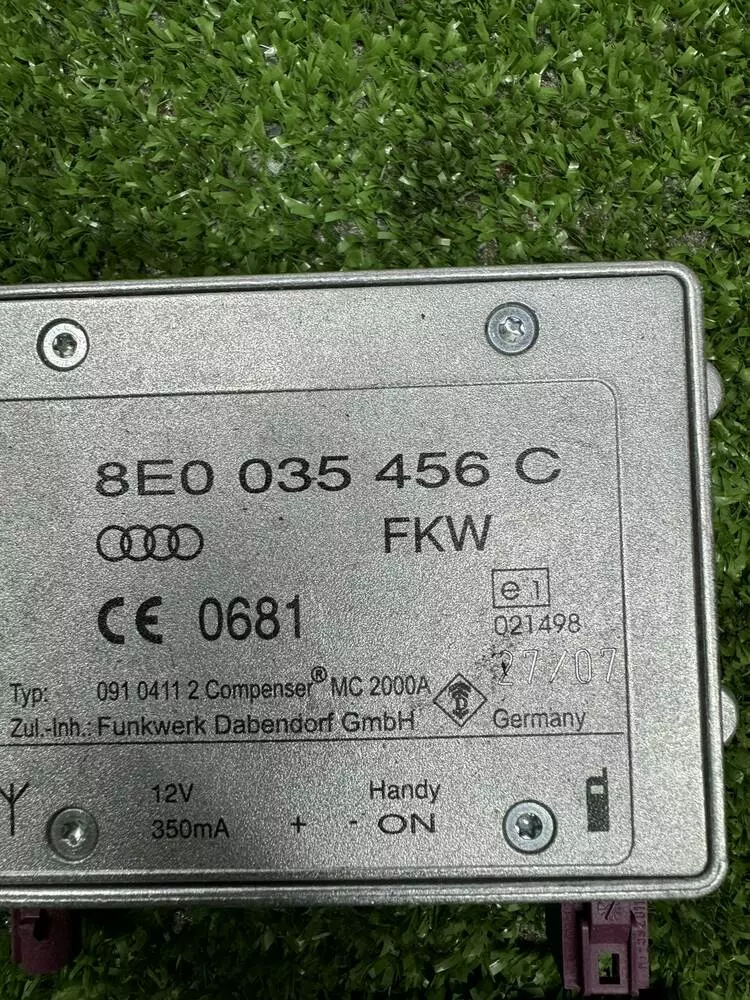 8E0 035 456 C
FKW
CE 0681
e1
021498
27/07
Typ: 091 0411 2 Compenser® MC 2000A
Zul.-Inh.: Funkwerk Dabendorf GmbH Germany
12V Handy
350mA + - ON